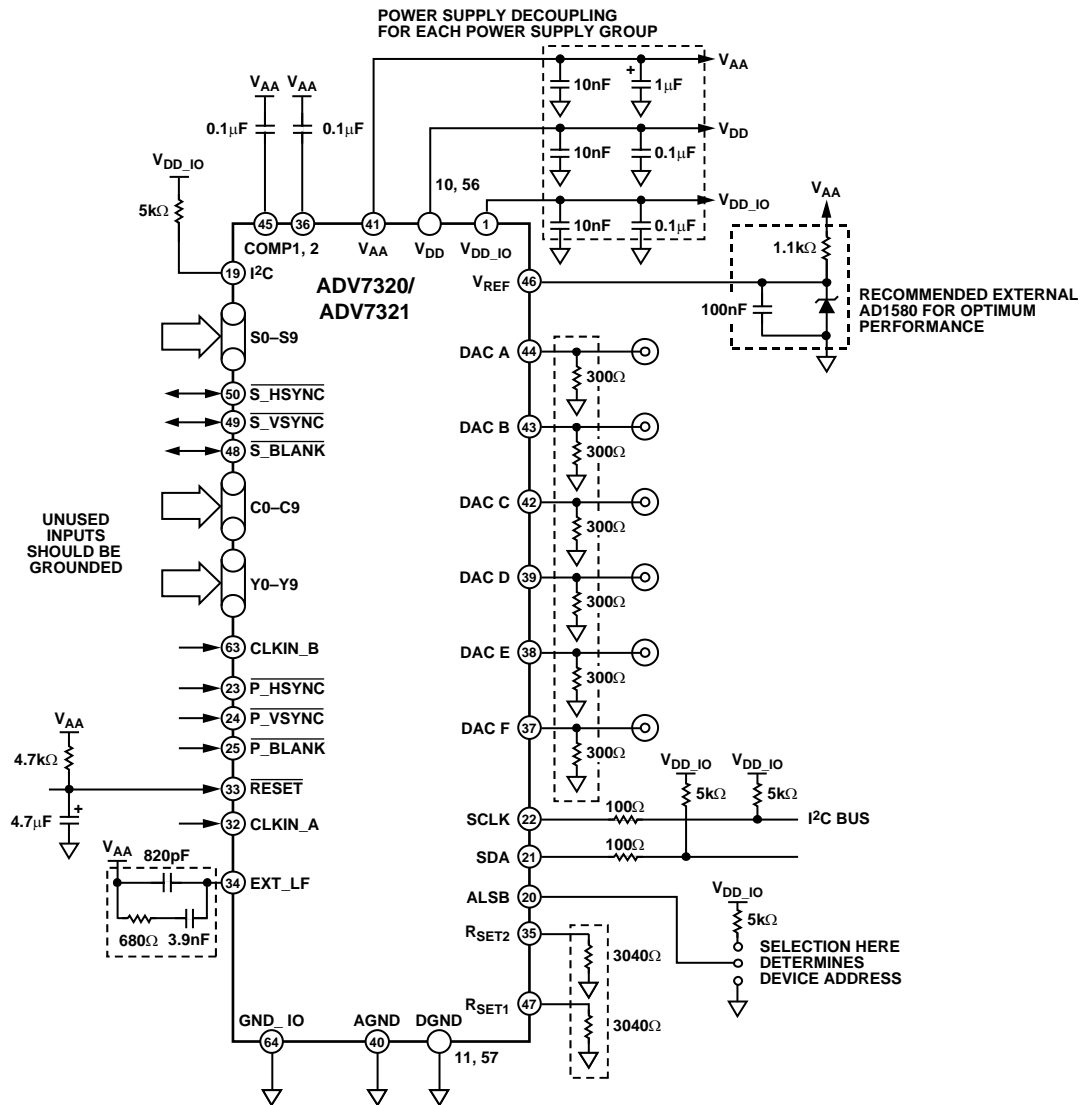 POWER SUPPLY DECOUPLING
FOR EACH POWER SUPPLY GROUP
VAA
10nF
+
1μF
VAA
VAA
0.1μF
0.1μF
VDD
10nF
0.1μF
VDD_IO
5kΩ
10, 56
VDD_IO
10nF
0.1μF
45
36
41
1
COMP1, 2
VAA
VDD
VDD_IO
19
I2C
ADV7320/
ADV7321
VREF
46
VAA
1.1kΩ
100nF
RECOMMENDED EXTERNAL
AD1580 FOR OPTIMUM
PERFORMANCE
S0–S9
50
S_HSYNC
49
S_VSYNC
48
S_BLANK
C0–C9
UNUSED
INPUTS
SHOULD BE
GROUNDED
Y0–Y9
63
CLKIN_B
23
P_HSYNC
24
P_VSYNC
25
P_BLANK
VAA
4.7kΩ
33
RESET
4.7μF
+
32
CLKIN_A
VAA
820pF
34
EXT_LF
680Ω
3.9nF
DAC A
44
300Ω
DAC B
43
300Ω
DAC C
42
300Ω
DAC D
39
300Ω
DAC E
38
300Ω
DAC F
37
300Ω
VDD_IO
VDD_IO
5kΩ
5kΩ
SCLK
22
100Ω
I2C BUS
SDA
21
100Ω
ALSB
20
VDD_IO
5kΩ
SELECTION HERE
DETERMINES
DEVICE ADDRESS
RSET2
35
3040Ω
RSET1
47
3040Ω
GND_ IO
AGND
DGND
64
40
11, 57